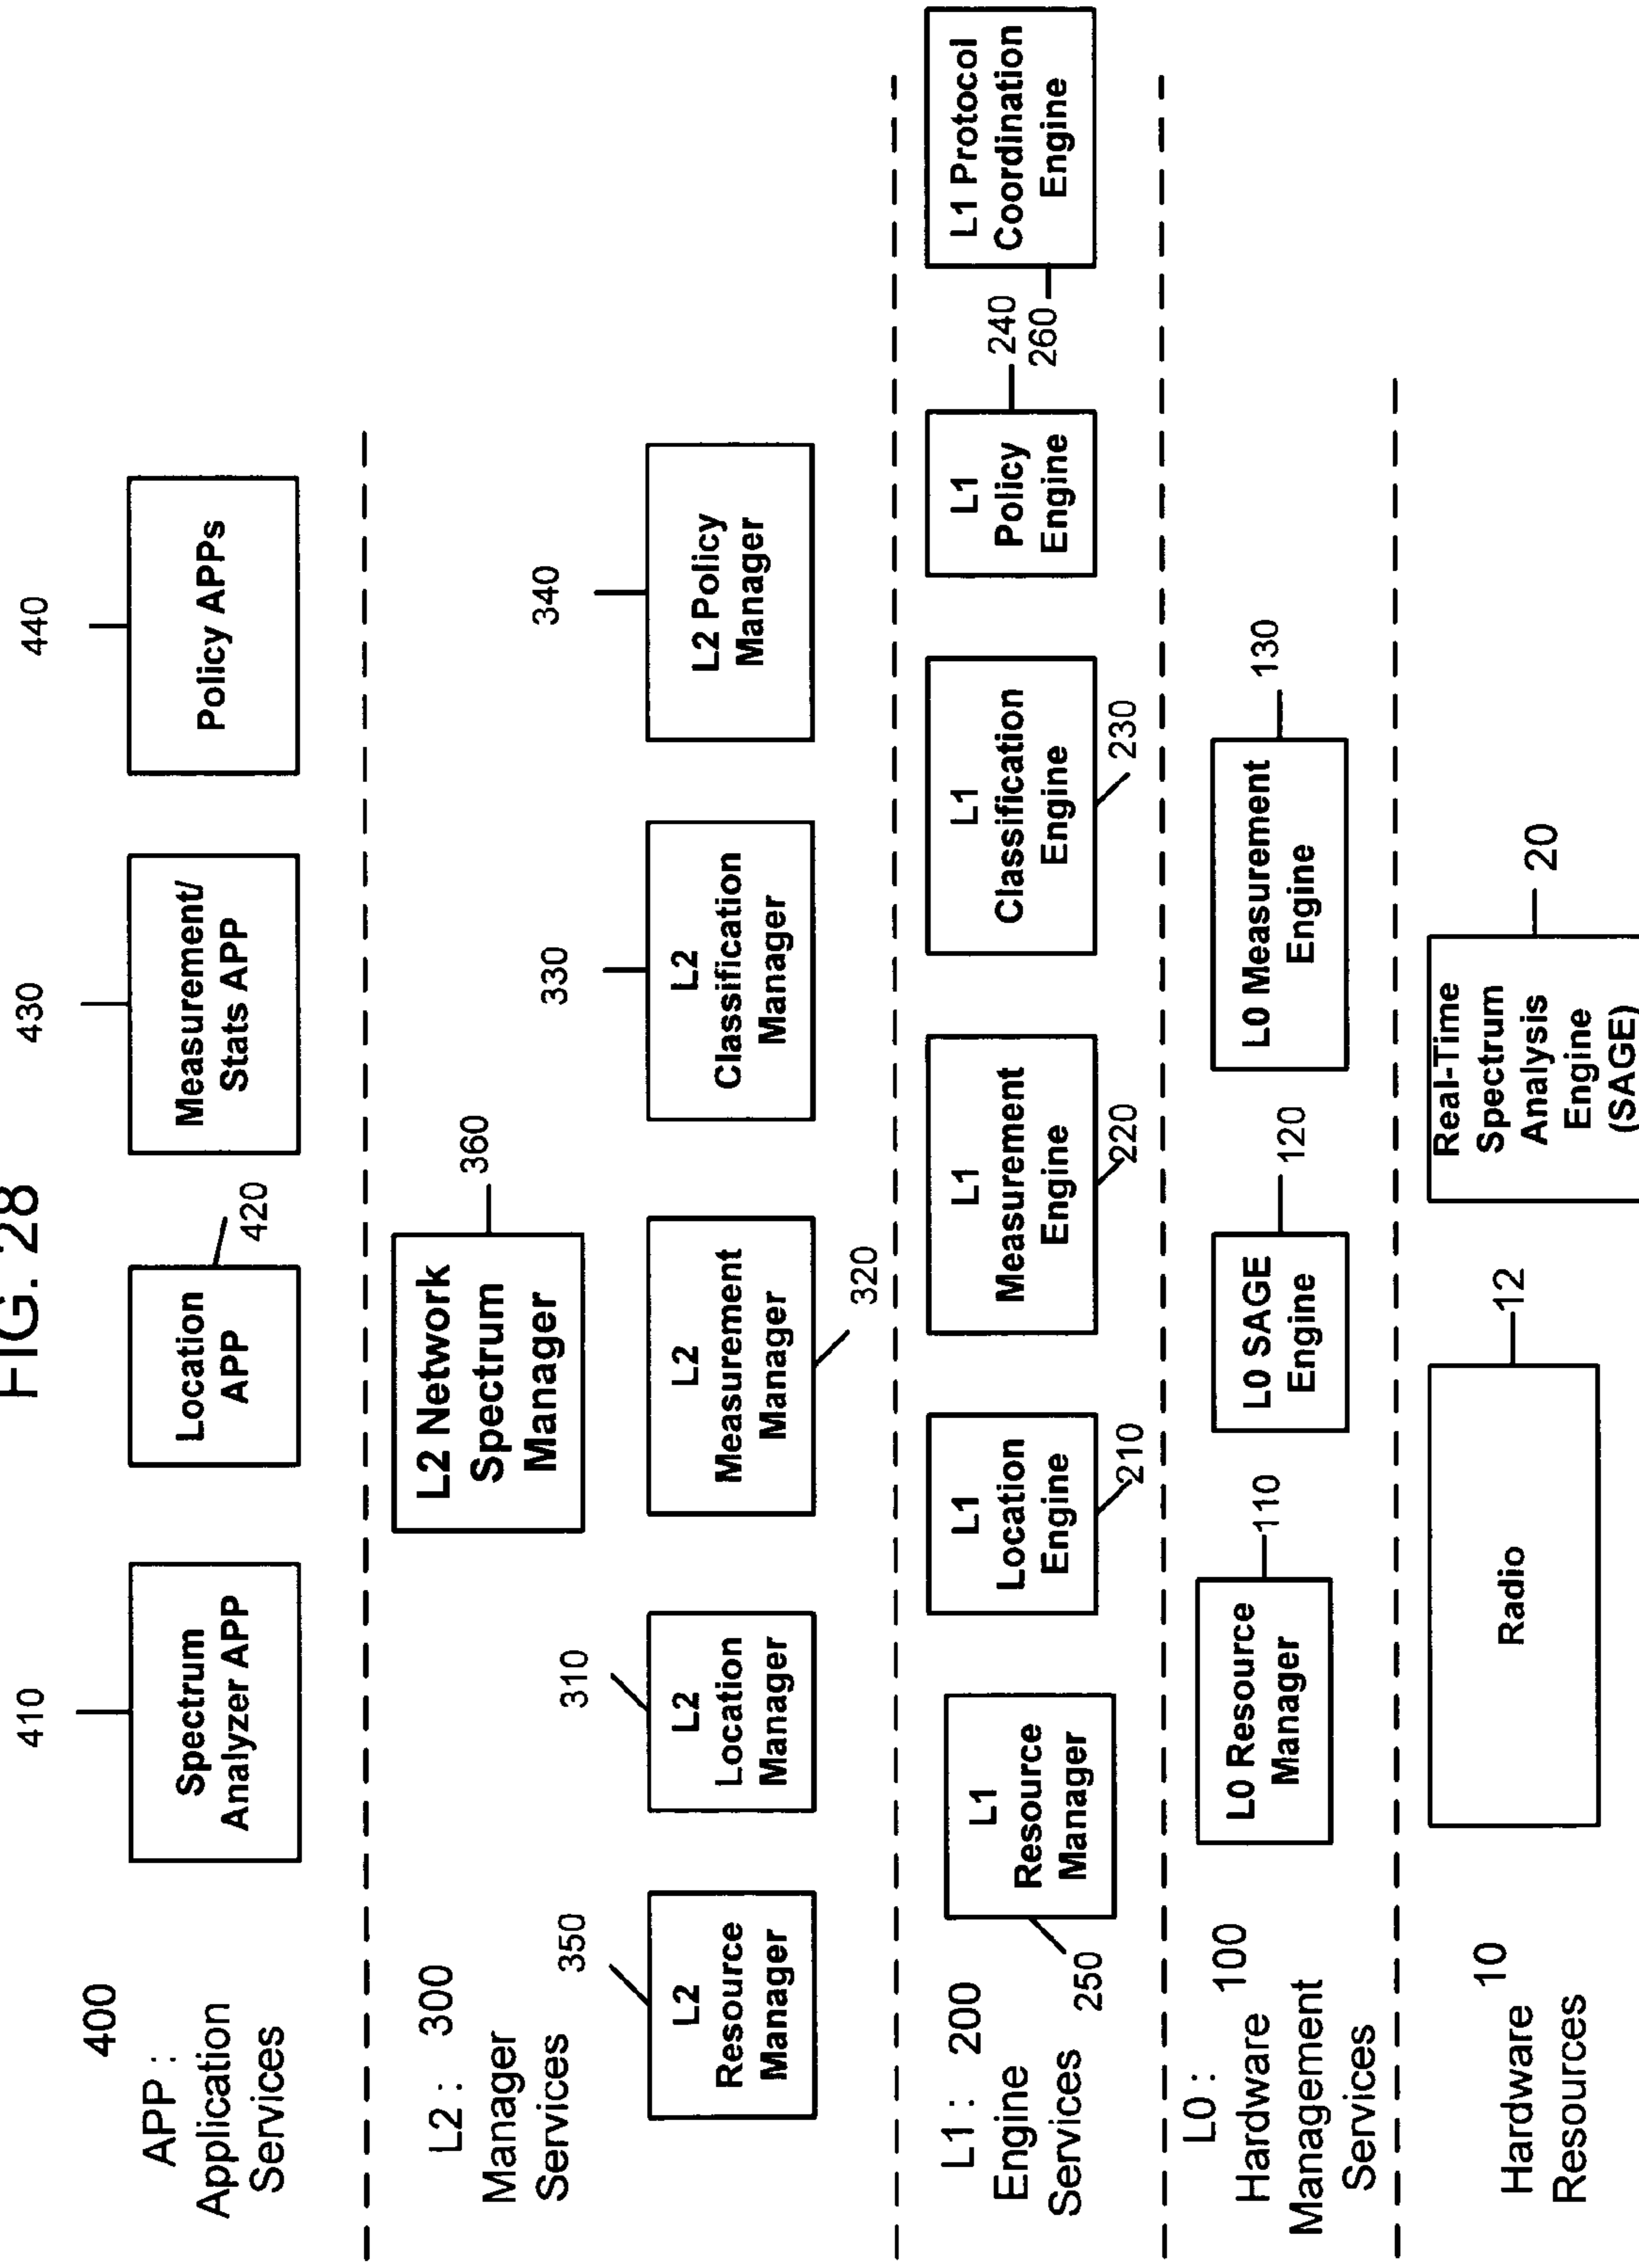 FIG. 28
400
APP :
Application
Services
410
Spectrum
Analyzer APP
Location
APP
420
430
Measurement/
Stats APP
440
Policy APPs
L2 : 300
Manager
Services
L2 Network
Spectrum
Manager
360
350
L2
Resource
Manager
310
L2
Location
Manager
L2
Measurement
Manager
320
330
L2
Classification
Manager
340
L2 Policy
Manager
L1 : 200
Engine
Services
L1
Resource
Manager
250
L1
Location
Engine
210
L1
Measurement
Engine
220
L1
Classification
Engine
230
L1
Policy
Engine
240
L1 Protocol
Coordination
Engine
260
L0 :
100
Hardware
Management
Services
L0 Resource
Manager
110
L0 SAGE
Engine
120
L0 Measurement
Engine
130
10
Hardware
Resources
Radio
12
Real-Time
Spectrum
Analysis
Engine
(SAGE)
20